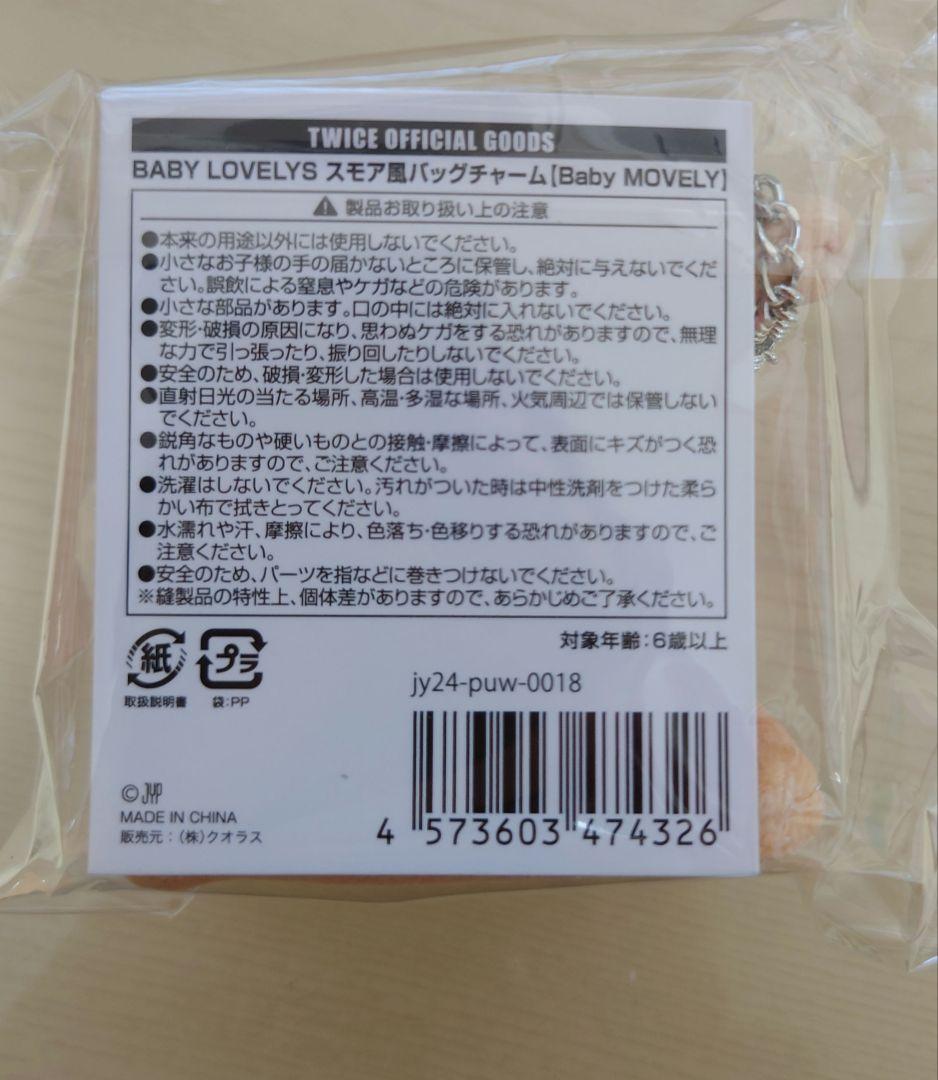 TWICE OFFICIAL GOODS
BABY LOVELYS スモア風バッグチャーム【Baby MOVELY】
製品お取り扱い上の注意
●本来の用途以外には使用しないでください。
●小さなお子様の手の届かないところに保管し、絶対に与えないでくだ
さい。誤飲による窒息やケガなどの危険があります。
●小さな部品があります。口の中には絶対に入れないでください。
●変形・破損の原因になり、思わぬケガをする恐れがありますので、無理
な力で引っ張ったり、振り回したりしないでください。
●安全のため、破損・変形した場合は使用しないでください。
●直射日光の当たる場所、高温・多湿な場所、火気周辺では保管しない
でください。
●鋭角なものや硬いものとの接触・摩擦によって、表面にキズがつく恐
れがありますので、ご注意ください。
●洗濯はしないでください。汚れがついた時は中性洗剤をつけた柔ら
かい布で拭きとってください。
●水濡れや汗、摩擦により、色落ち・色移りする恐れがありますので、ご
注意ください。
●安全のため、パーツを指などに巻きつけないでください。
※縫製品の特性上、個体差がありますので、あらかじめご了承ください。
対象年齢：6歳以上
紙 プラ
取扱説明書 袋：PP
jy24-puw-0018
© JYP
MADE IN CHINA
販売元：（株）クオラス
4 573603 474326